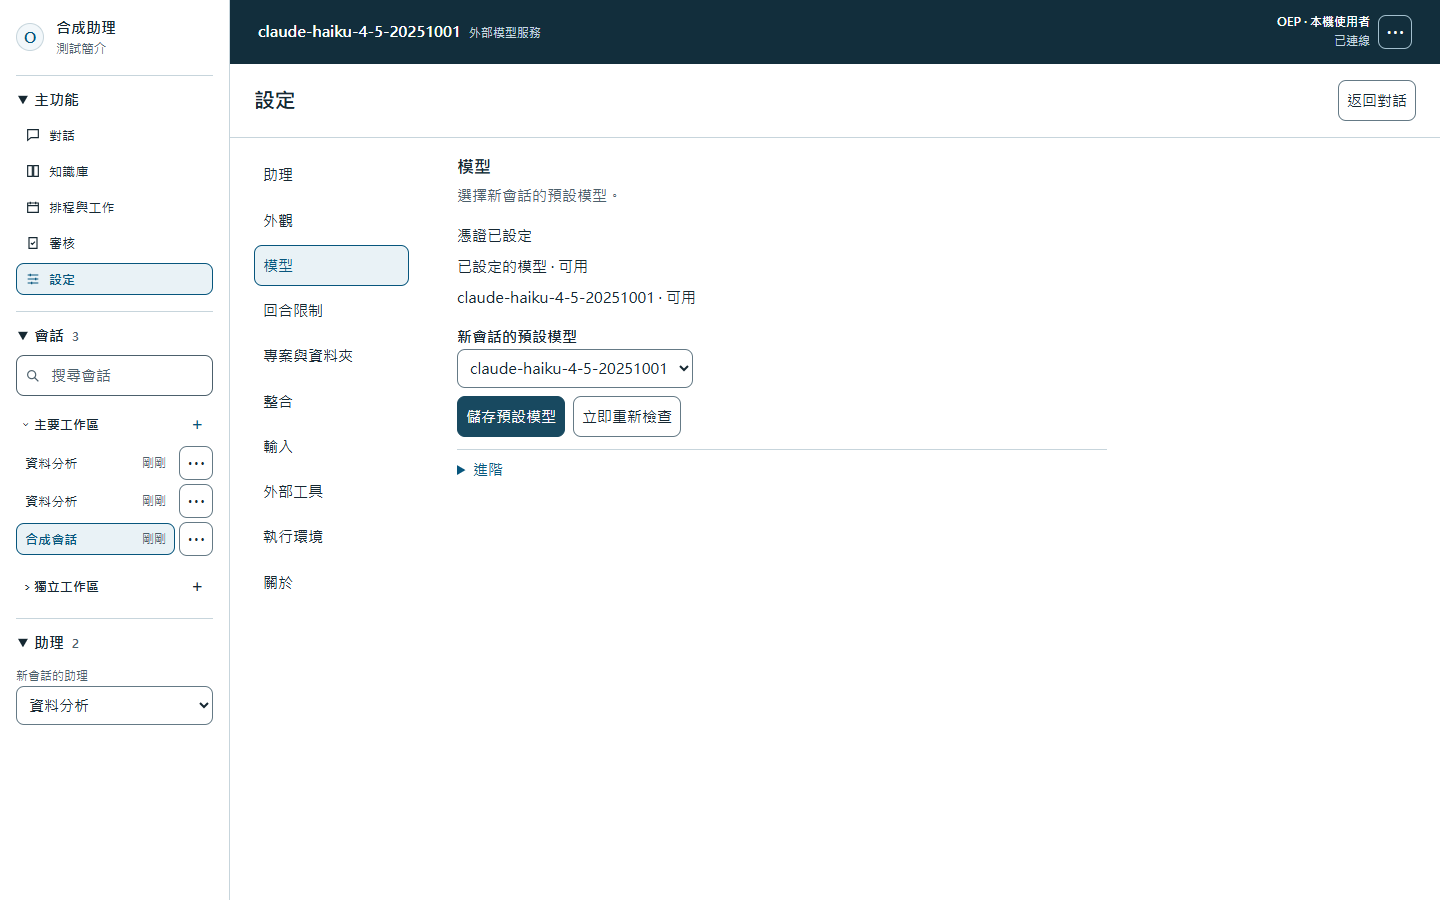 O
合成助理
測試簡介
▼ 主功能
對話
知識庫
排程與工作
審核
設定
▼ 會話 3
搜尋會話
主要工作區 +
資料分析 剛剛 ···
資料分析 剛剛 ···
合成會話 剛剛 ···
獨立工作區 +
▼ 助理 2
新會話的助理
資料分析
claude-haiku-4-5-20251001 外部模型服務
OEP · 本機使用者
已連線
···
設定
返回對話
助理
外觀
模型
回合限制
專案與資料夾
整合
輸入
外部工具
執行環境
關於
模型
選擇新會話的預設模型。
憑證已設定
已設定的模型 · 可用
claude-haiku-4-5-20251001 · 可用
新會話的預設模型
claude-haiku-4-5-20251001
儲存預設模型 立即重新檢查
▶ 進階